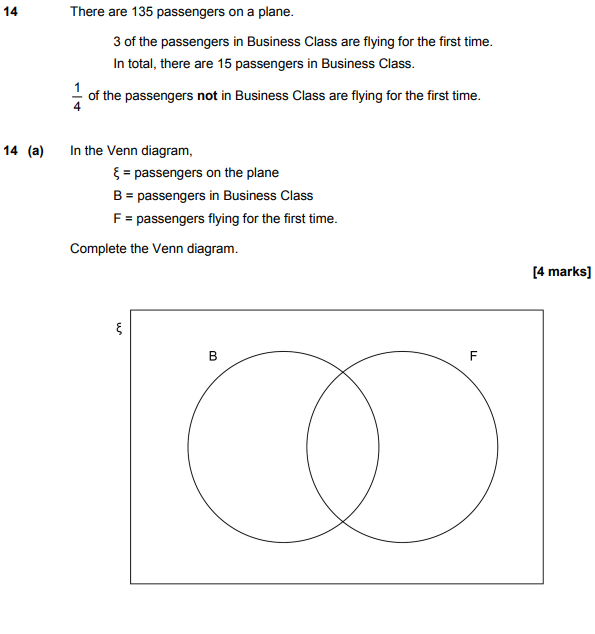 14 There are 135 passengers on a plane.
3 of the passengers in Business Class are flying for the first time.
In total, there are 15 passengers in Business Class.
1/4 of the passengers not in Business Class are flying for the first time.
14 (a) In the Venn diagram,
ξ = passengers on the plane
B = passengers in Business Class
F = passengers flying for the first time.
Complete the Venn diagram.
[4 marks]
ξ
B F